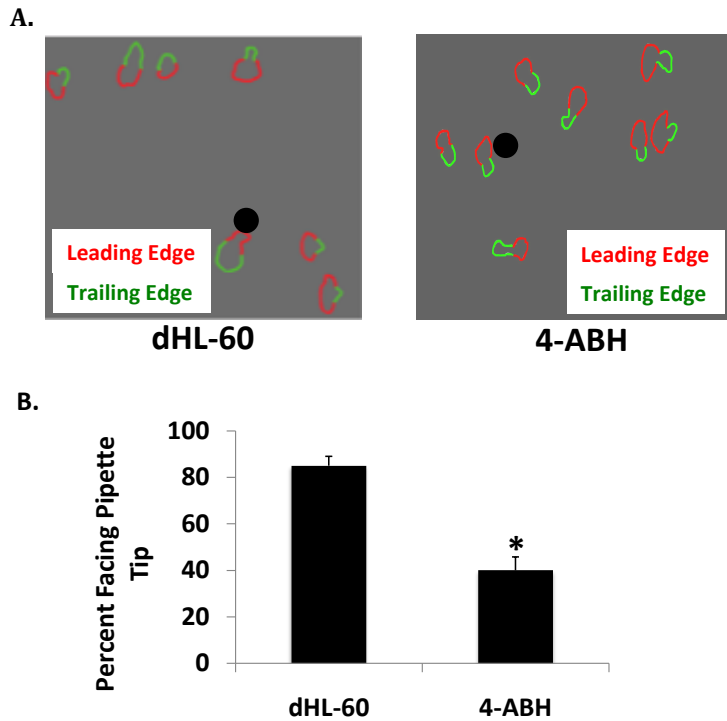 A.
Leading Edge
Trailing Edge
dHL-60
Leading Edge
Trailing Edge
4-ABH
B.
Percent Facing Pipette
Tip
100
80
60
40
20
0
*
dHL-60
4-ABH